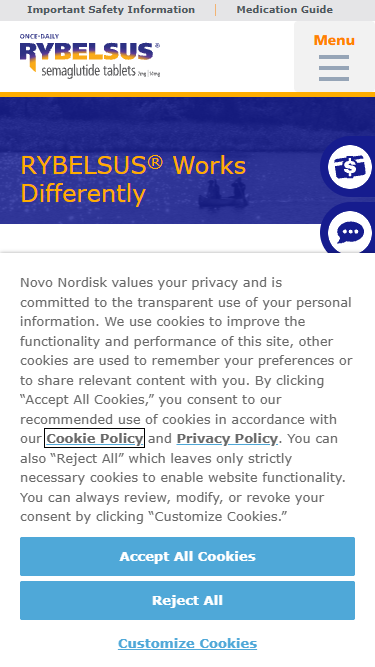 Important Safety Information
Medication Guide
Menu
ONCE-DAILY
RYBELSUS®
semaglutide tablets 7mg | 14mg
RYBELSUS® Works
Differently
$
Novo Nordisk values your privacy and is
committed to the transparent use of your personal
information. We use cookies to improve the
functionality and performance of this site, other
cookies are used to remember your preferences or
to share relevant content with you. By clicking
“Accept All Cookies,” you consent to our
recommended use of cookies in accordance with
our Cookie Policy and Privacy Policy. You can
also “Reject All” which leaves only strictly
necessary cookies to enable website functionality.
You can always review, modify, or revoke your
consent by clicking “Customize Cookies.”
Accept All Cookies
Reject All
Customize Cookies